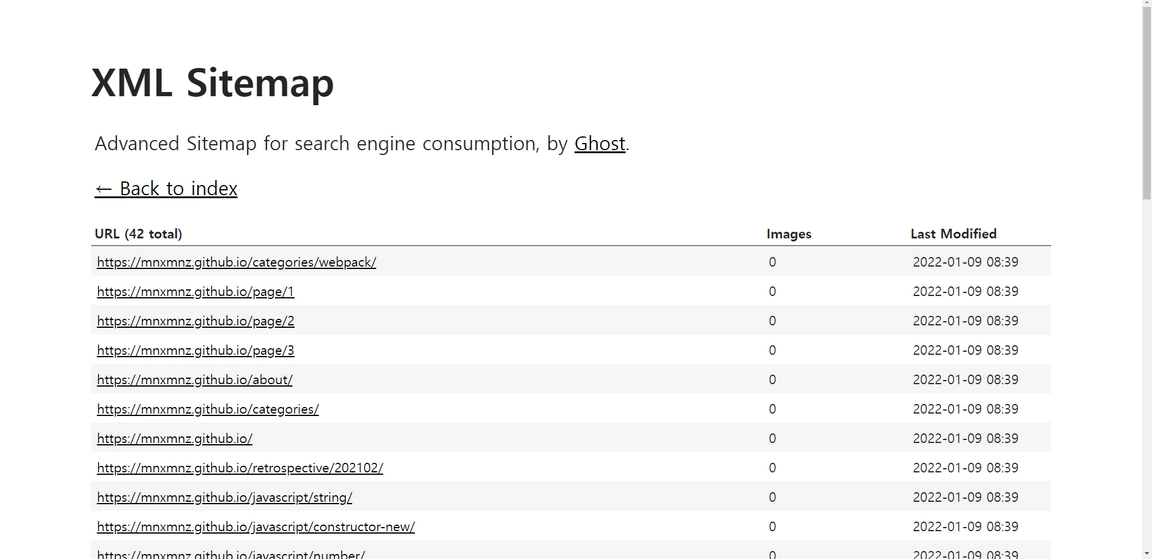 XML Sitemap
Advanced Sitemap for search engine consumption, by Ghost.
← Back to index
URL (42 total) Images Last Modified
https://mnxmnz.github.io/categories/webpack/ 0 2022-01-09 08:39
https://mnxmnz.github.io/page/1 0 2022-01-09 08:39
https://mnxmnz.github.io/page/2 0 2022-01-09 08:39
https://mnxmnz.github.io/page/3 0 2022-01-09 08:39
https://mnxmnz.github.io/about/ 0 2022-01-09 08:39
https://mnxmnz.github.io/categories/ 0 2022-01-09 08:39
https://mnxmnz.github.io/ 0 2022-01-09 08:39
https://mnxmnz.github.io/retrospective/202102/ 0 2022-01-09 08:39
https://mnxmnz.github.io/javascript/string/ 0 2022-01-09 08:39
https://mnxmnz.github.io/javascript/constructor-new/ 0 2022-01-09 08:39
https://mnxmnz.github.io/javascript/number/ 0 2022-01-09 08:39